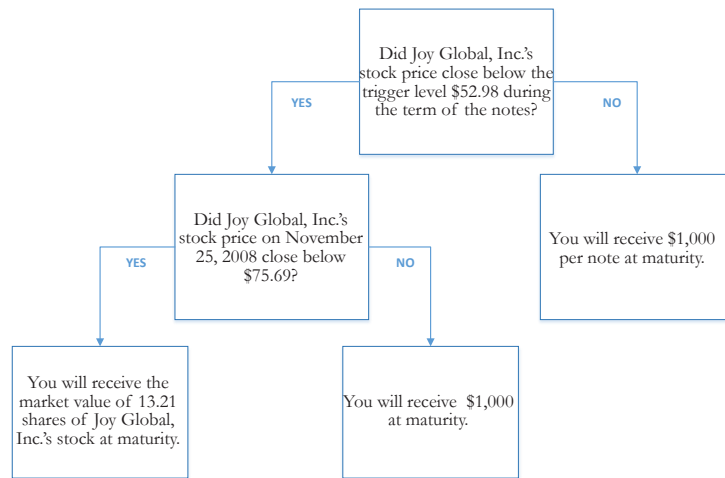 Did Joy Global, Inc.'s
stock price close below the
trigger level $52.98 during
the term of the notes?
YES
NO
Did Joy Global, Inc.'s
stock price on November
25, 2008 close below
$75.69?
You will receive $1,000
per note at maturity.
YES
NO
You will receive the
market value of 13.21
shares of Joy Global,
Inc.'s stock at maturity.
You will receive $1,000
at maturity.